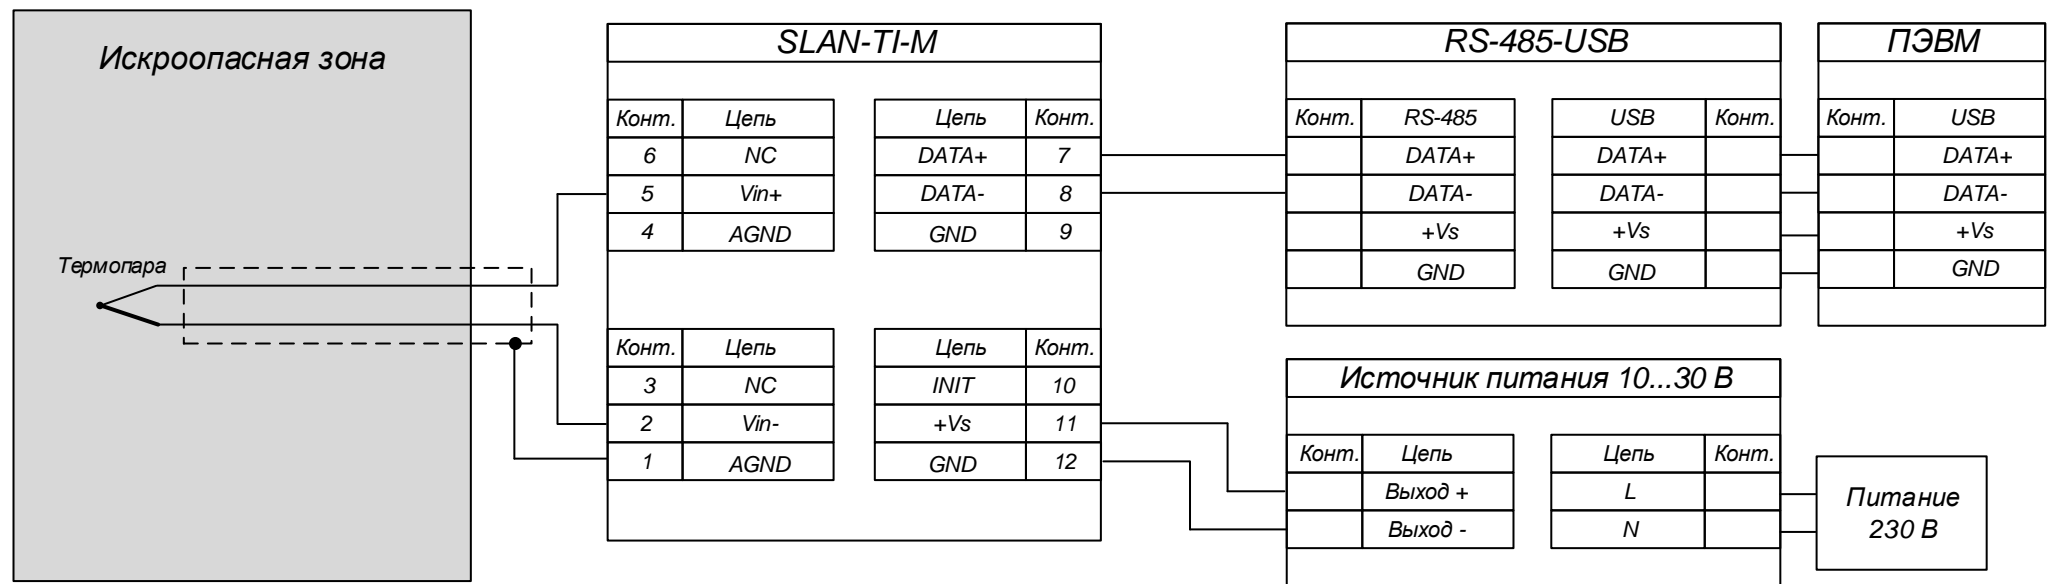 Искроопасная зона
Термопара
SLAN-TI-M
Конт. Цепь Цепь Конт.
6 NC DATA+ 7
5 Vin+ DATA- 8
4 AGND GND 9
Конт. Цепь Цепь Конт.
3 NC INIT 10
2 Vin- +Vs 11
1 AGND GND 12
RS-485-USB
Конт. RS-485 USB Конт.
DATA+ DATA+
DATA- DATA-
+Vs +Vs
GND GND
ПЭВМ
Конт. USB
DATA+
DATA-
+Vs
GND
Источник питания 10...30 В
Конт. Цепь Цепь Конт.
Выход + L
Выход - N
Питание
230 В